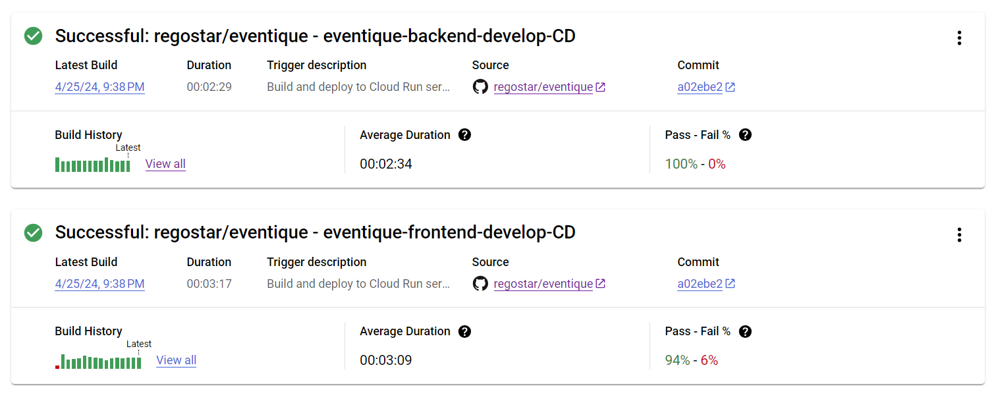 Successful: regostar/eventique - eventique-backend-develop-CD
Latest Build Duration Trigger description Source Commit
4/25/24, 9:38 PM 00:02:29 Build and deploy to Cloud Run ser... regostar/eventique a02ebe2
Build History Average Duration ? Pass - Fail % ?
Latest
View all 00:02:34 100% - 0%
Successful: regostar/eventique - eventique-frontend-develop-CD
Latest Build Duration Trigger description Source Commit
4/25/24, 9:38 PM 00:03:17 Build and deploy to Cloud Run ser... regostar/eventique a02ebe2
Build History Average Duration ? Pass - Fail % ?
Latest
View all 00:03:09 94% - 6%